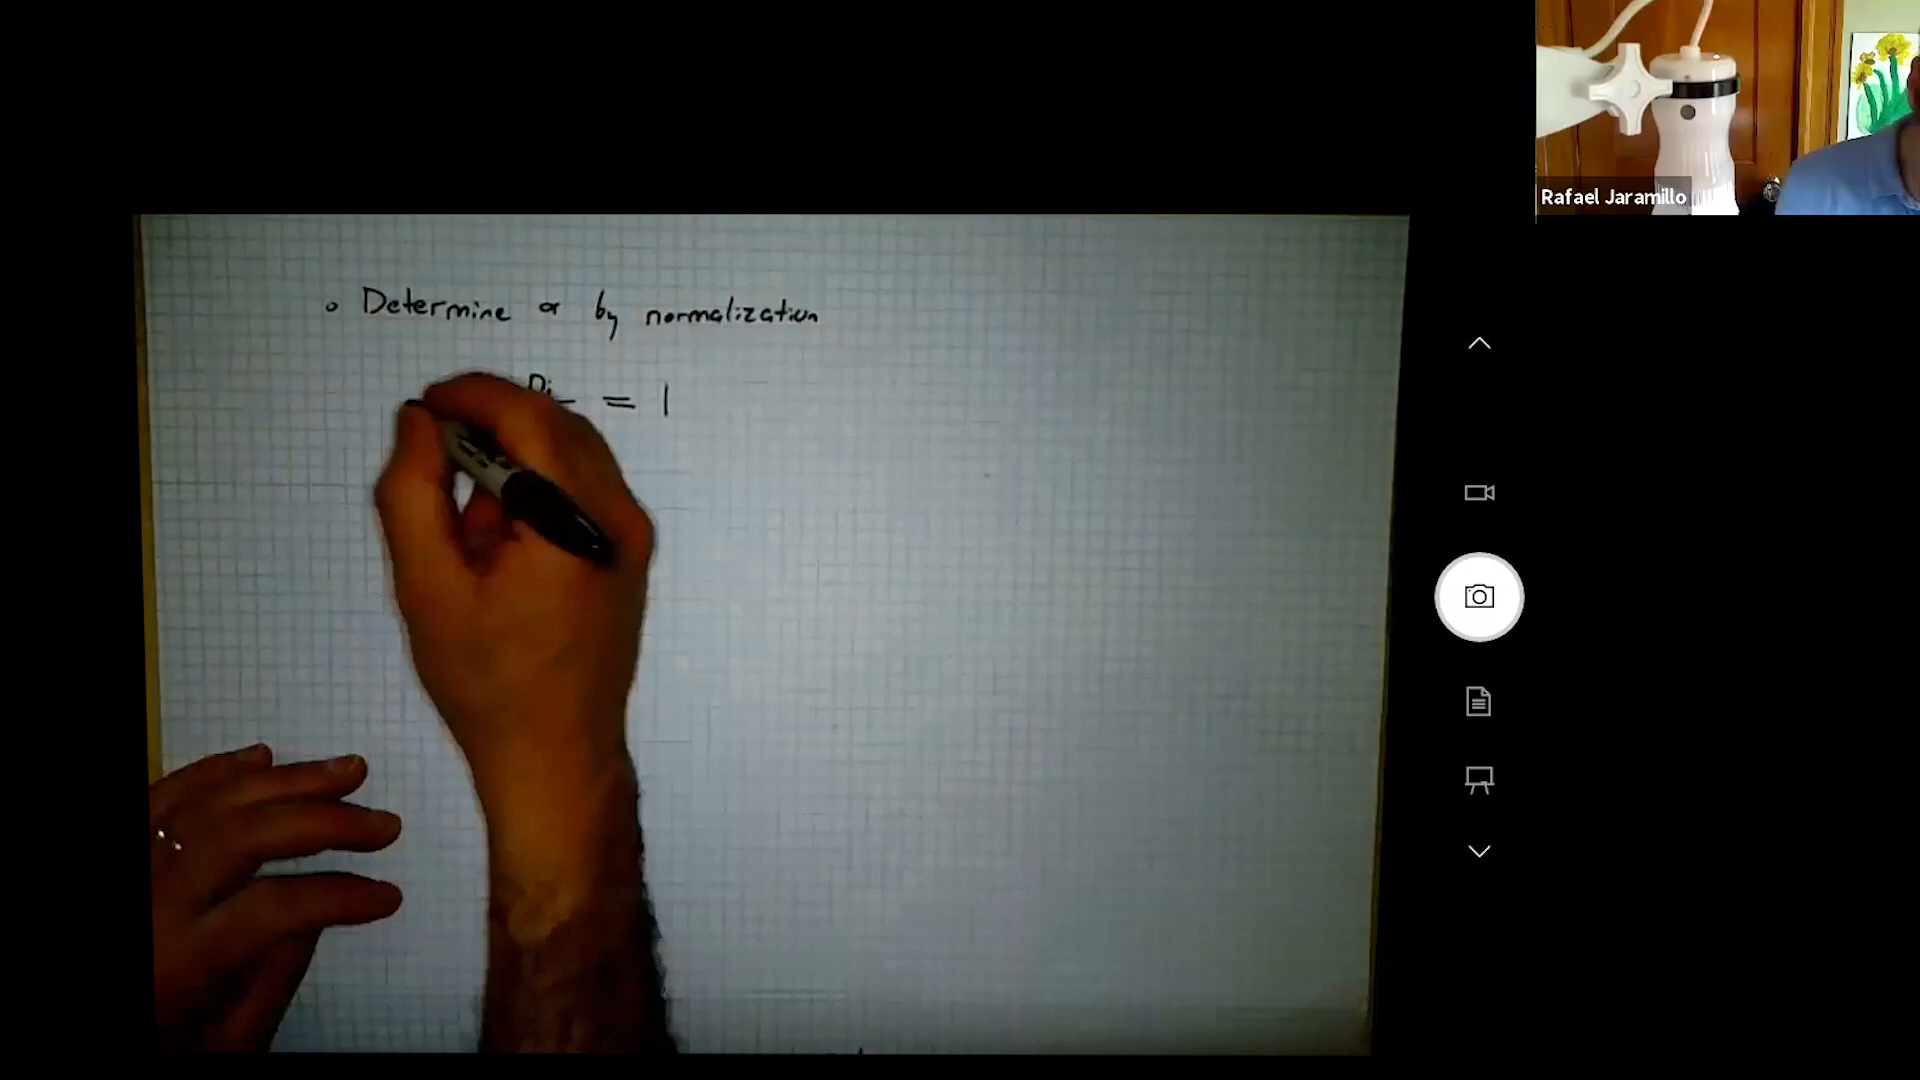 Rafael Jaramillo
◦ Determine α by normalization
= 1